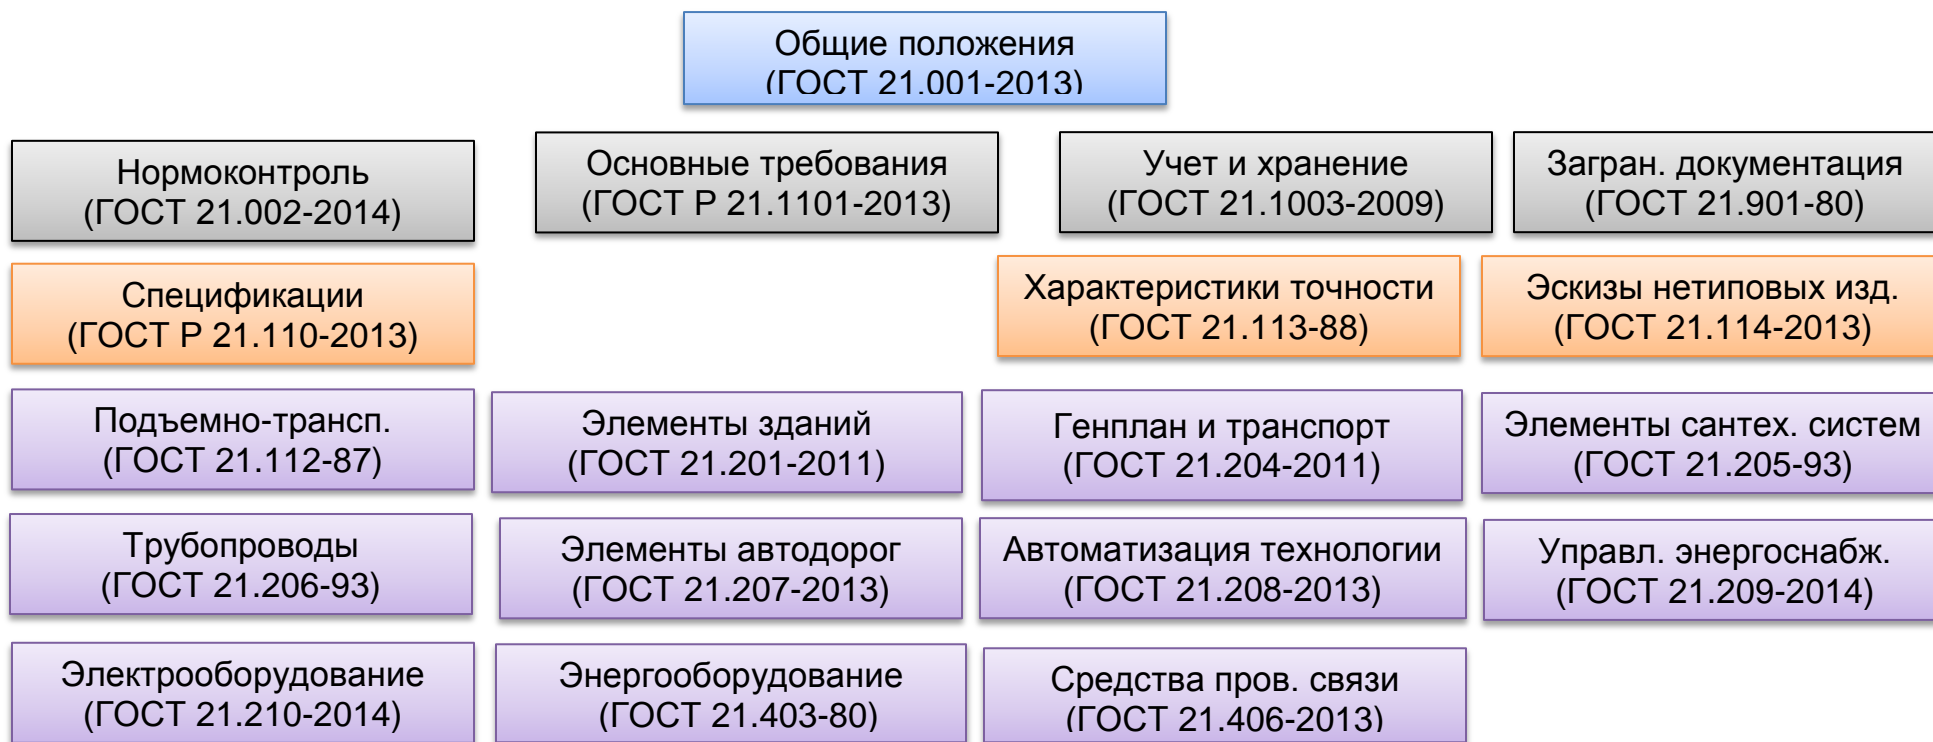 Общие положения
(ГОСТ 21.001-2013)
Нормоконтроль
(ГОСТ 21.002-2014)
Основные требования
(ГОСТ Р 21.1101-2013)
Учет и хранение
(ГОСТ 21.1003-2009)
Загран. документация
(ГОСТ 21.901-80)
Спецификации
(ГОСТ Р 21.110-2013)
Характеристики точности
(ГОСТ 21.113-88)
Эскизы нетиповых изд.
(ГОСТ 21.114-2013)
Подъемно-трансп.
(ГОСТ 21.112-87)
Элементы зданий
(ГОСТ 21.201-2011)
Генплан и транспорт
(ГОСТ 21.204-2011)
Элементы сантех. систем
(ГОСТ 21.205-93)
Трубопроводы
(ГОСТ 21.206-93)
Элементы автодорог
(ГОСТ 21.207-2013)
Автоматизация технологии
(ГОСТ 21.208-2013)
Управл. энергоснабж.
(ГОСТ 21.209-2014)
Электрооборудование
(ГОСТ 21.210-2014)
Энергооборудование
(ГОСТ 21.403-80)
Средства пров. связи
(ГОСТ 21.406-2013)